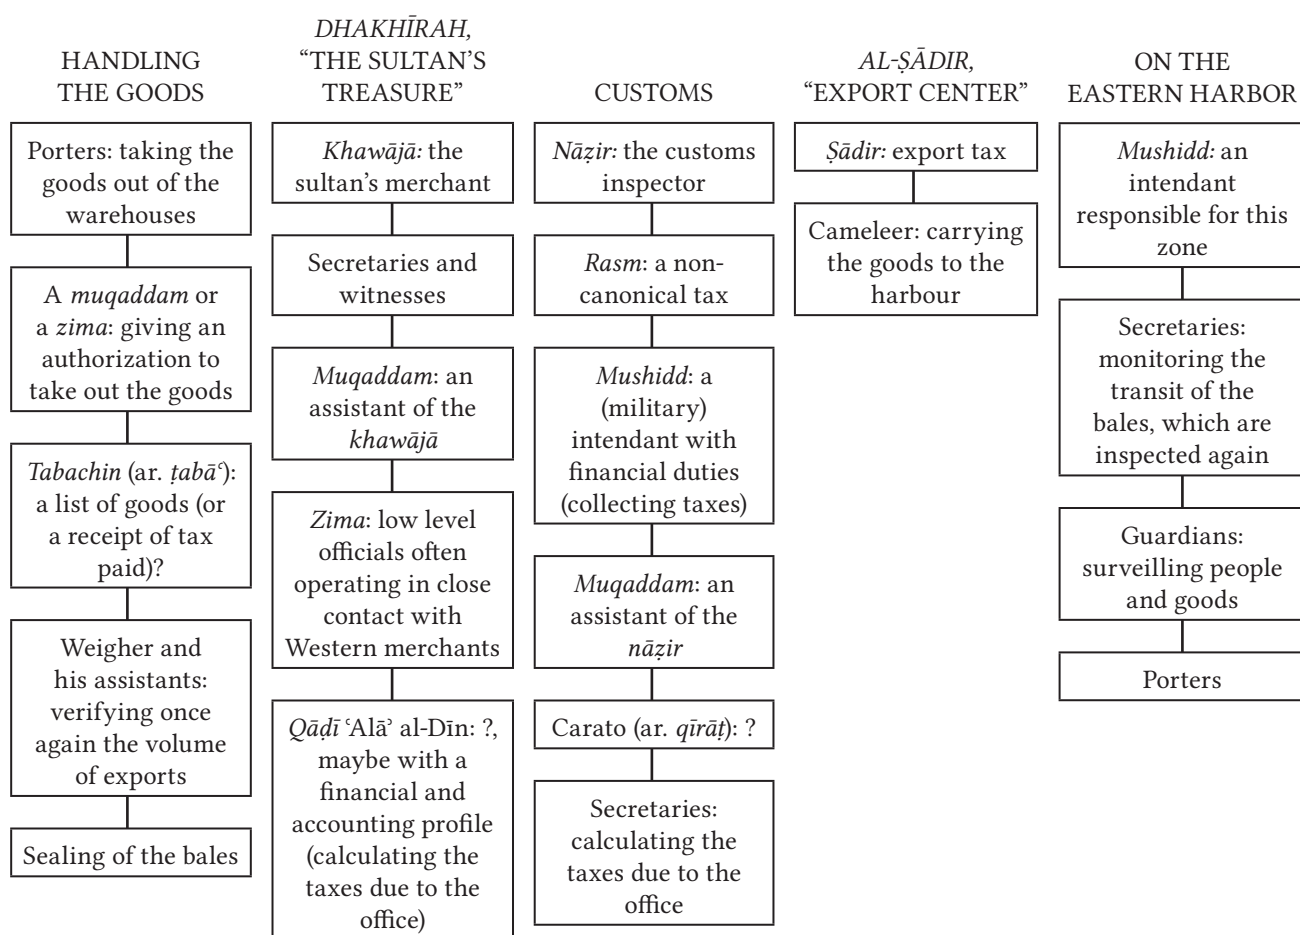 HANDLING
THE GOODS
Porters: taking the
goods out of the
warehouses
A muqaddam or
a zima: giving an
authorization to
take out the goods
Tabachin (ar. ṭabāʿ):
a list of goods (or
a receipt of tax
paid)?
Weigher and
his assistants:
verifying once
again the volume
of exports
Sealing of the bales
DHAKHĪRAH,
“THE SULTAN’S
TREASURE”
Khawājā: the
sultan’s merchant
Secretaries and
witnesses
Muqaddam: an
assistant of the
khawājā
Zima: low level
officials often
operating in close
contact with
Western merchants
Qāḍī ʿAlāʾ al-Dīn: ?,
maybe with a
financial and
accounting profile
(calculating the
taxes due to the
office)
CUSTOMS
Nāẓir: the customs
inspector
Rasm: a non-
canonical tax
Mushidd: a
(military)
intendant with
financial duties
(collecting taxes)
Muqaddam: an
assistant of the
nāẓir
Carato (ar. qīrāṭ): ?
Secretaries:
calculating the
taxes due to the
office
AL-ṢĀDIR,
“EXPORT CENTER”
Ṣādir: export tax
Cameleer: carrying
the goods to the
harbour
ON THE
EASTERN HARBOR
Mushidd: an
intendant
responsible for this
zone
Secretaries:
monitoring the
transit of the
bales, which are
inspected again
Guardians:
surveilling people
and goods
Porters